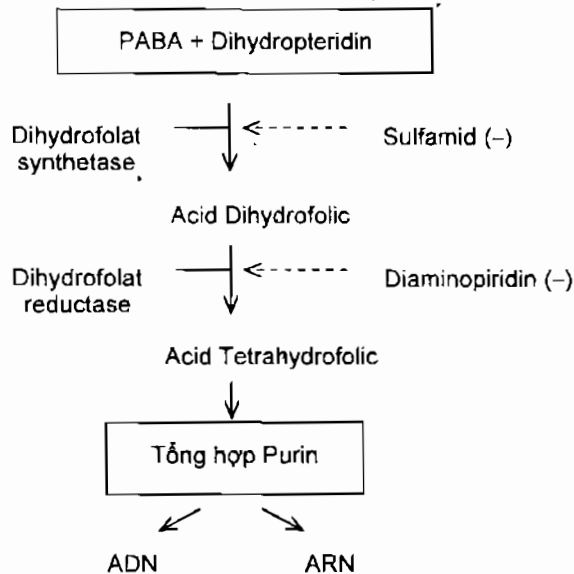 PABA + Dihydropteridin
Dihydrofolat
synthetase
Sulfamid (–)
Acid Dihydrofolic
Dihydrofolat
reductase
Diaminopiridin (–)
Acid Tetrahydrofolic
Tổng hợp Purin
ADN ARN